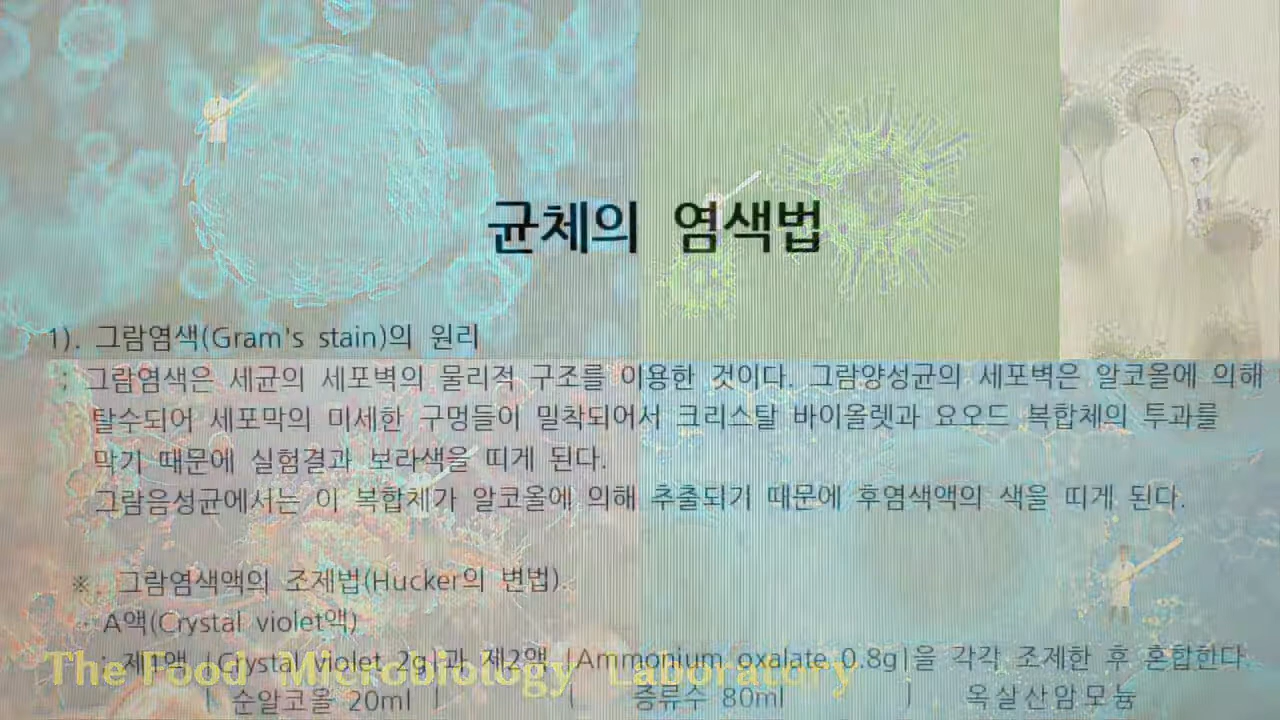 균체의 염색법
1). 그람염색(Gram's stain)의 원리
: 그람염색은 세균의 세포벽의 물리적 구조를 이용한 것이다. 그람양성균의 세포벽은 알코올에 의해
탈수되어 세포막의 미세한 구멍들이 밀착되어서 크리스탈 바이올렛과 요오드 복합체의 투과를
막기 때문에 실험결과 보라색을 띠게 된다.
그람음성균에서는 이 복합체가 알코올에 의해 추출되기 때문에 후염색액의 색을 띠게 된다.
※ 그람염색액의 조제법(Hucker의 변법)
· A액(Crystal violet액)
: 제1액 (Crystal violet 2g)과 제2액 (Ammonium oxalate 0.8g)을 각각 조제한 후 혼합한다.
The Food Microbiology Laboratory
( 순알코올 20ml ) ( 증류수 80ml ) 옥살산암모늄